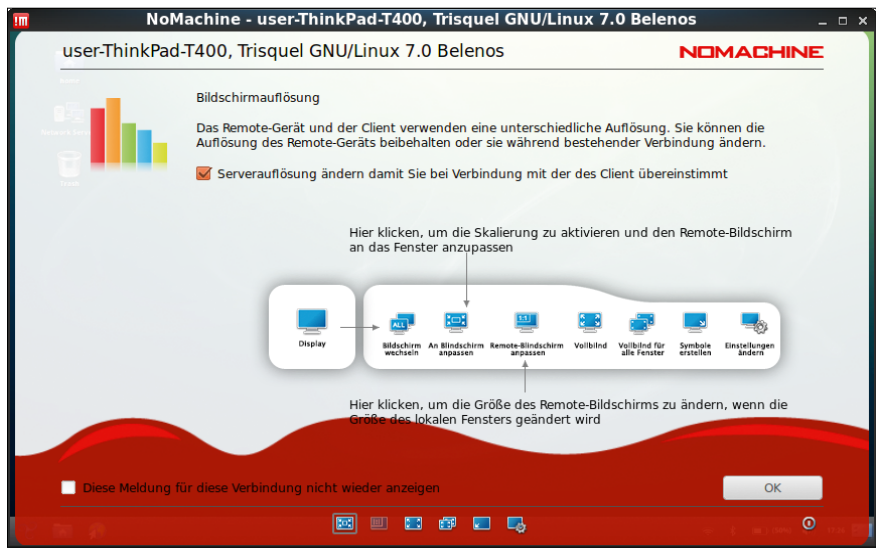 NoMachine - user-ThinkPad-T400, Trisquel GNU/Linux 7.0 Belenos
user-ThinkPad-T400, Trisquel GNU/Linux 7.0 Belenos
NOMACHINE
Bildschirmauflösung
Das Remote-Gerät und der Client verwenden eine unterschiedliche Auflösung. Sie können die
Auflösung des Remote-Geräts beibehalten oder sie während bestehender Verbindung ändern.
Serverauflösung ändern damit Sie bei Verbindung mit der des Client übereinstimmt
Hier klicken, um die Skalierung zu aktivieren und den Remote-Bildschirm
an das Fenster anzupassen
ALL
1:1
Display
Bildschirm
wechseln
An Blindschirm
anpassen
Remote-Blindschirm
anpassen
Vollbilnd
Vollbilnd für
alle Fenster
Symbole
erstellen
Einstellungen
ändern
Hier klicken, um die Größe des Remote-Bildschirms zu ändern, wenn die
Größe des lokalen Fensters geändert wird
Diese Meldung für diese Verbindung nicht wieder anzeigen
OK